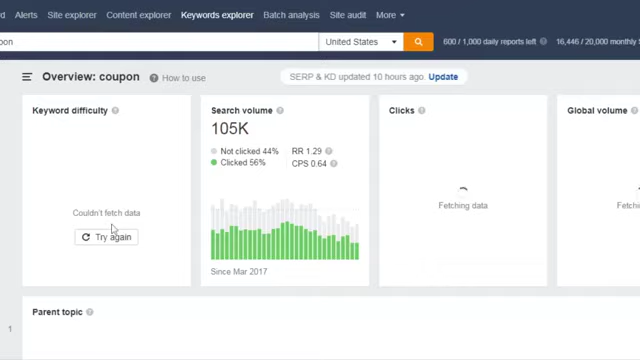 Alerts Site explorer Content explorer Keywords explorer Batch analysis Site audit More
United States
600 / 1,000 daily reports left 16,446 / 20,000 monthly
Overview: coupon How to use SERP & KD updated 10 hours ago. Update
Keyword difficulty Search volume Clicks Global volume
105K
Not clicked 44% RR 1.29
Clicked 56% CPS 0.64
Fetching data
Couldn't fetch data
Try again
Since Mar 2017
Parent topic
1